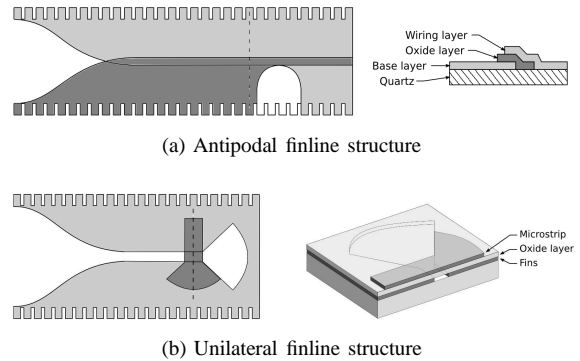 Wiring layer
Oxide layer
Base layer
Quartz
(a) Antipodal finline structure
Microstrip
Oxide layer
Fins
(b) Unilateral finline structure